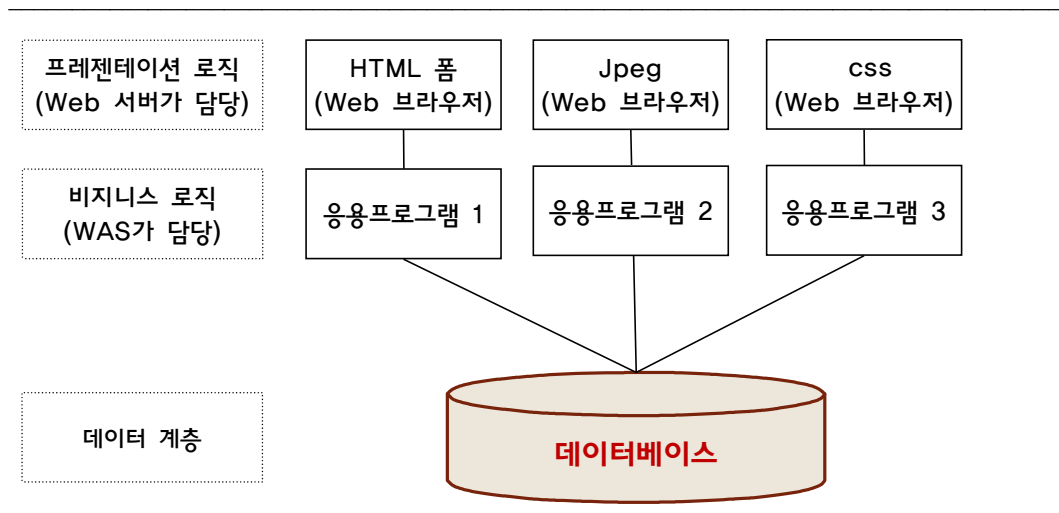 프레젠테이션 로직
(Web 서버가 담당)
HTML 폼
(Web 브라우저)
Jpeg
(Web 브라우저)
css
(Web 브라우저)
비지니스 로직
(WAS가 담당)
응용프로그램 1
응용프로그램 2
응용프로그램 3
데이터 계층
데이터베이스